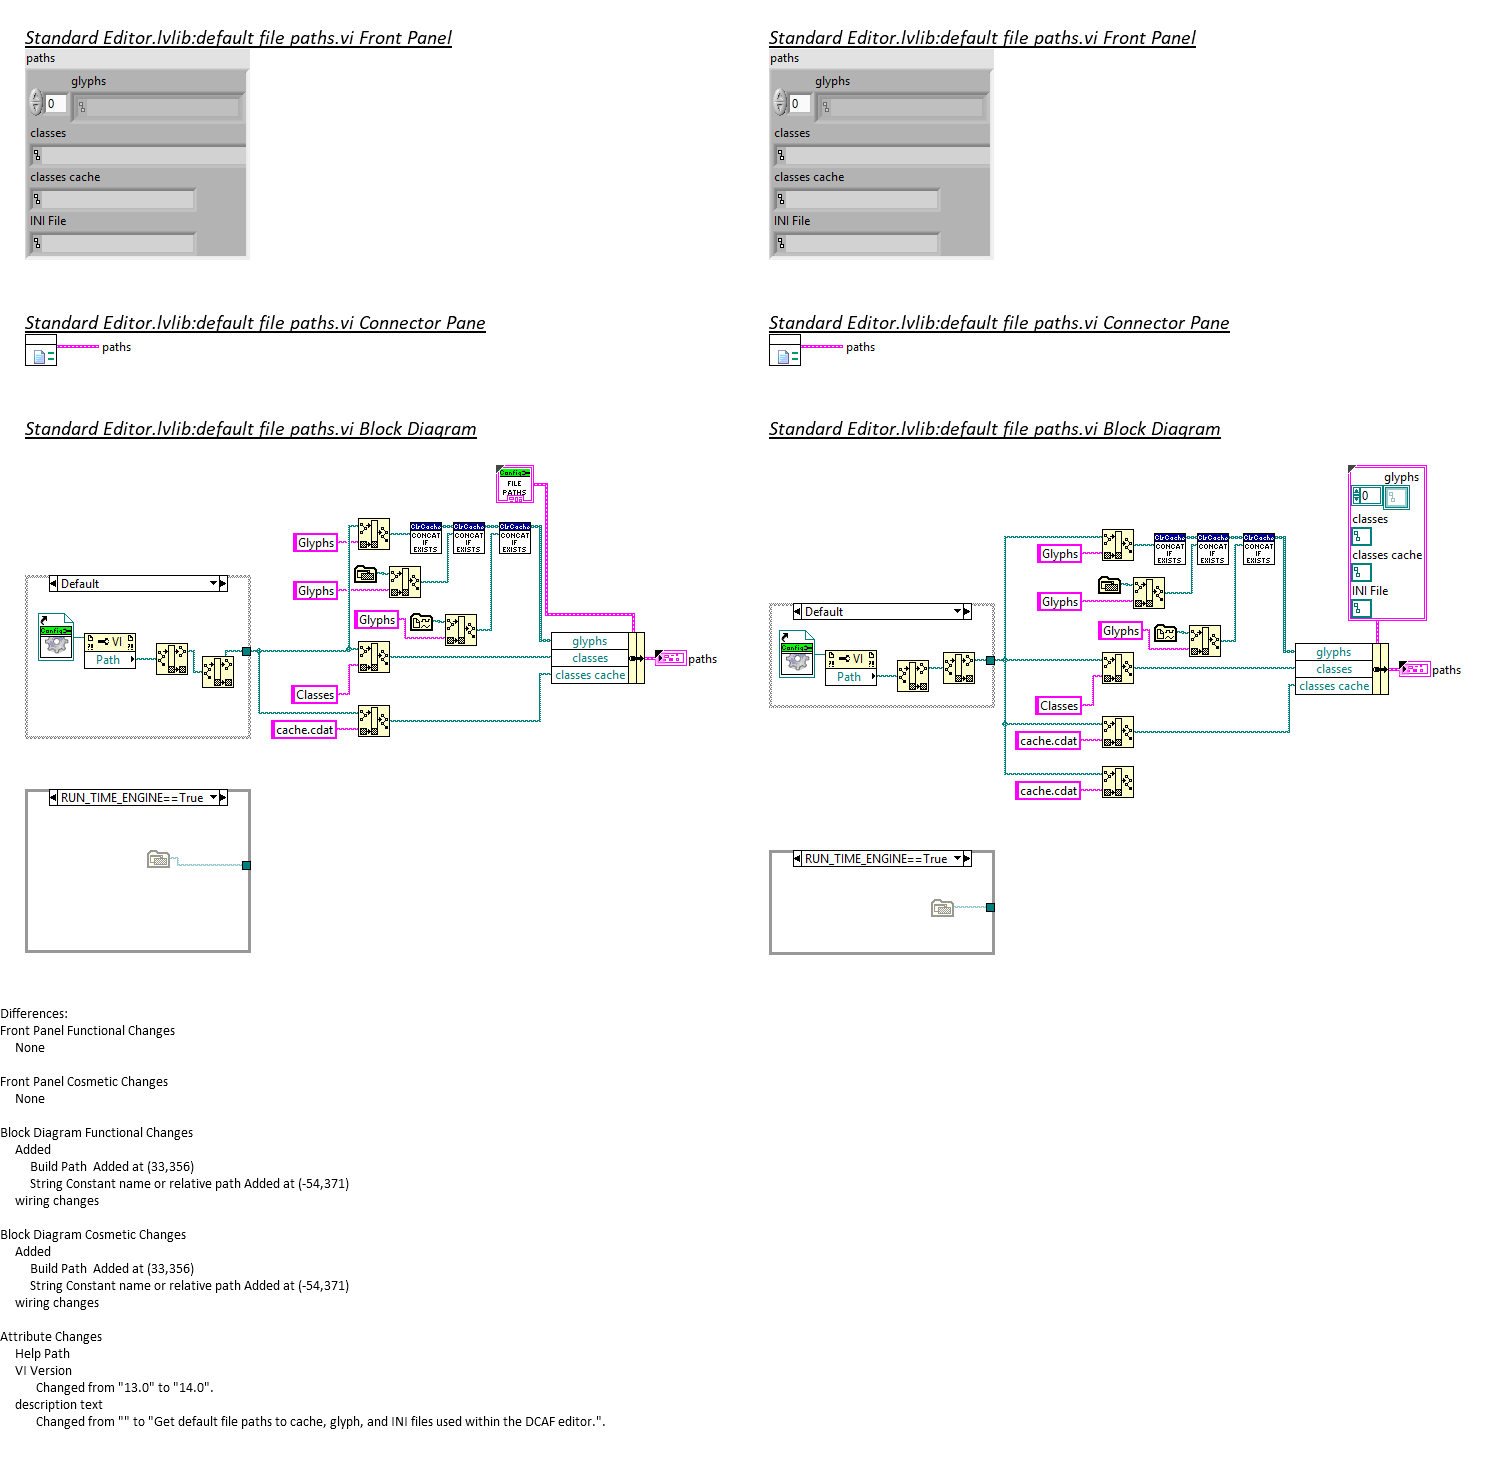 Standard Editor.lvlib:default file paths.vi Front Panel
paths
glyphs
0
classes
classes cache
INI File
Standard Editor.lvlib:default file paths.vi Front Panel
paths
glyphs
0
classes
classes cache
INI File
Standard Editor.lvlib:default file paths.vi Connector Pane
paths
Standard Editor.lvlib:default file paths.vi Connector Pane
paths
Standard Editor.lvlib:default file paths.vi Block Diagram
Config
FILE
PATHS
Glyphs
ClrCache
CONCAT
IF
EXISTS
ClrCache
CONCAT
IF
EXISTS
ClrCache
CONCAT
IF
EXISTS
Default
Glyphs
Glyphs
Config
VI
Path
glyphs
classes
classes cache
paths
Classes
cache.cdat
RUN_TIME_ENGINE==True
Standard Editor.lvlib:default file paths.vi Block Diagram
glyphs
0
classes
classes cache
INI File
Glyphs
ClrCache
CONCAT
IF
EXISTS
ClrCache
CONCAT
IF
EXISTS
ClrCache
CONCAT
IF
EXISTS
Glyphs
Default
Glyphs
Config
VI
Path
glyphs
classes
classes cache
paths
Classes
cache.cdat
cache.cdat
RUN_TIME_ENGINE==True
Differences:
Front Panel Functional Changes
None
Front Panel Cosmetic Changes
None
Block Diagram Functional Changes
Added
Build Path  Added at (33,356)
String Constant name or relative path Added at (-54,371)
wiring changes
Block Diagram Cosmetic Changes
Added
Build Path  Added at (33,356)
String Constant name or relative path Added at (-54,371)
wiring changes
Attribute Changes
Help Path
VI Version
Changed from "13.0" to "14.0".
description text
Changed from "" to "Get default file paths to cache, glyph, and INI files used within the DCAF editor.".